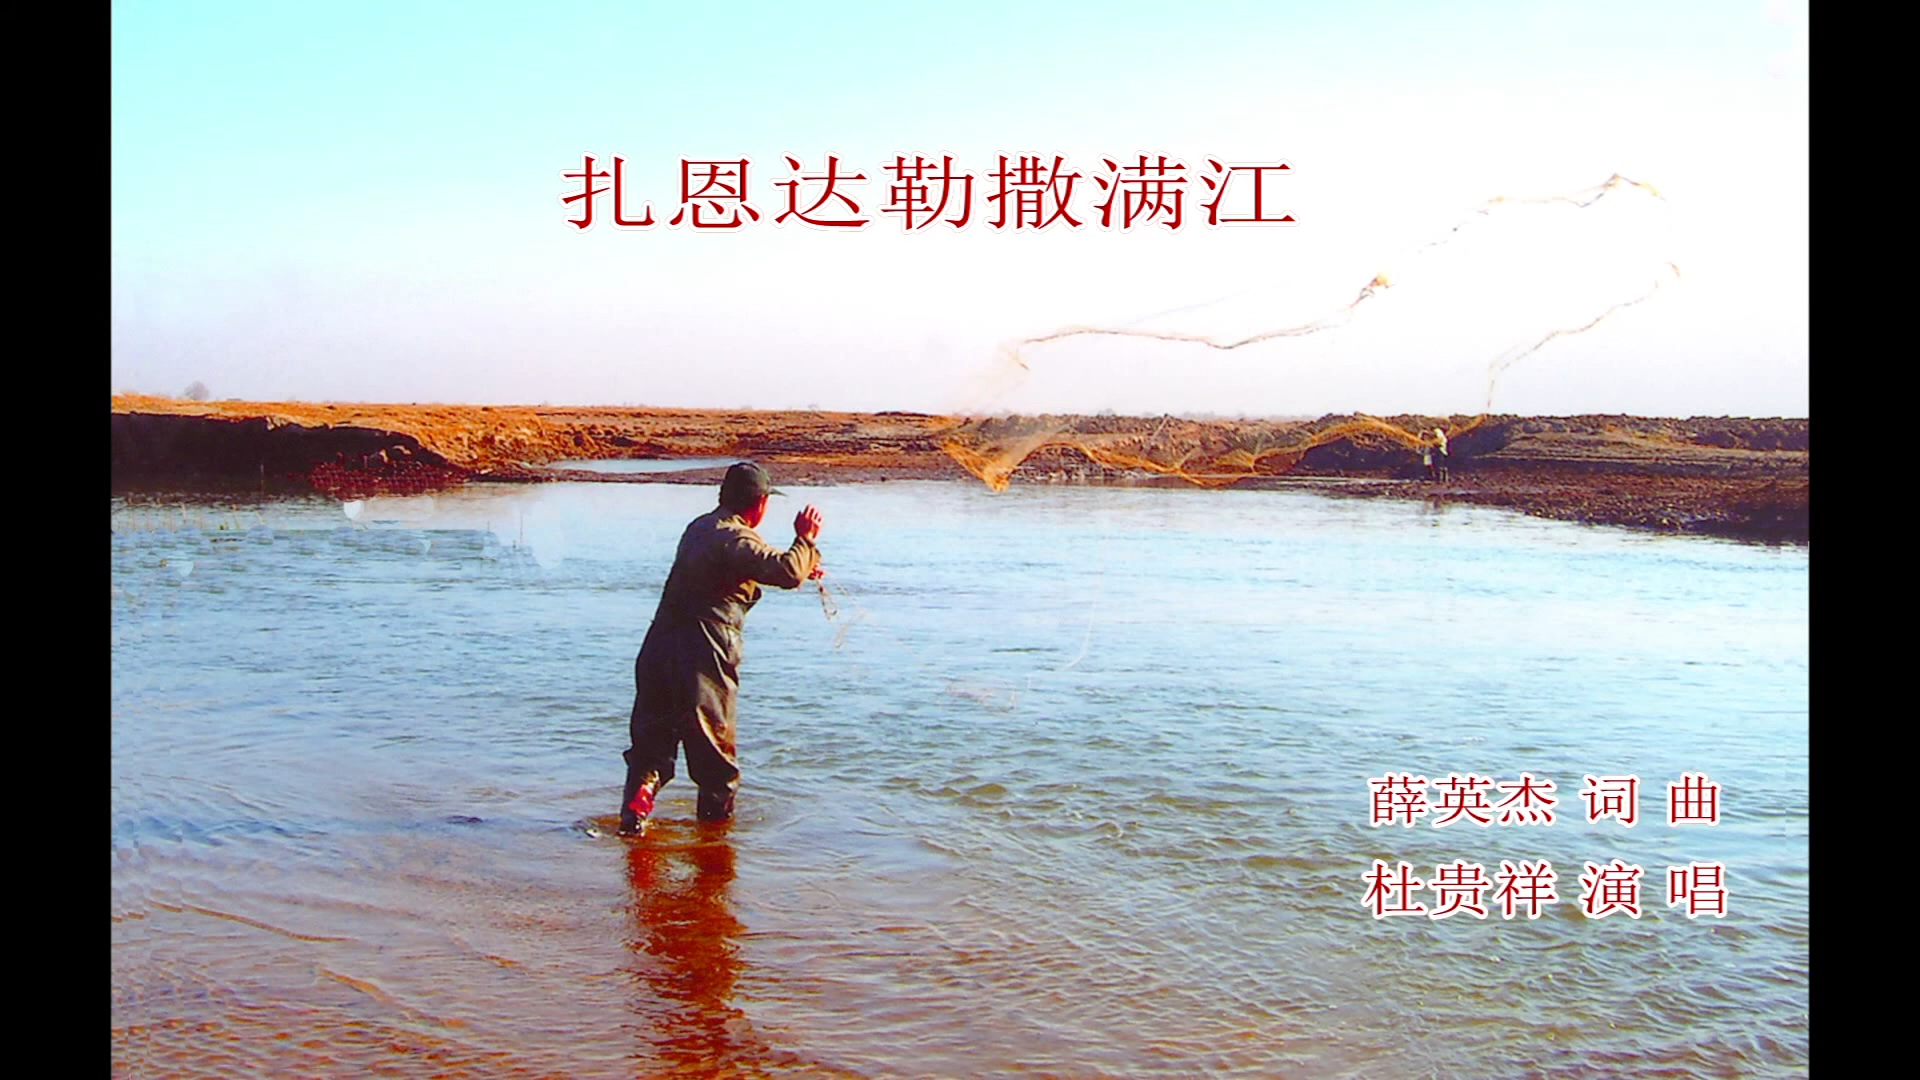 扎恩达勒撒满江
薛英杰 词 曲
杜贵祥 演 唱